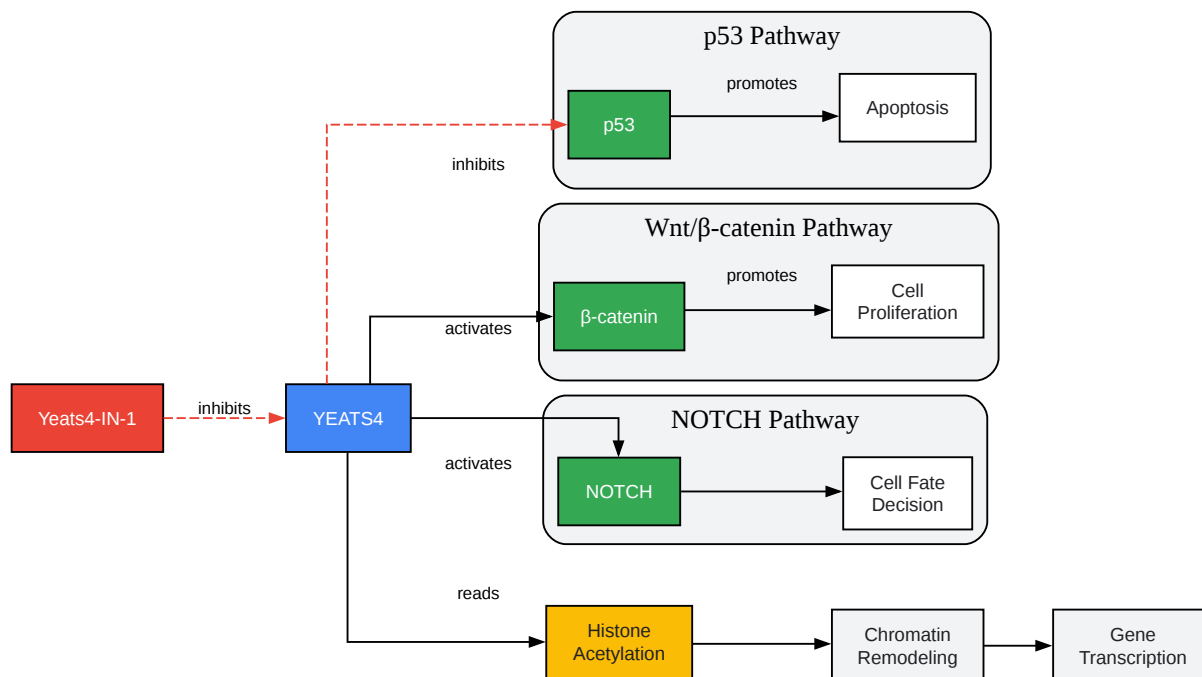 p53 Pathway
promotes
p53
Apoptosis
inhibits
Wnt/β-catenin Pathway
promotes
β-catenin
Cell
Proliferation
activates
Yeats4-IN-1
inhibits
YEATS4
NOTCH Pathway
activates
NOTCH
Cell Fate
Decision
reads
Histone
Acetylation
Chromatin
Remodeling
Gene
Transcription